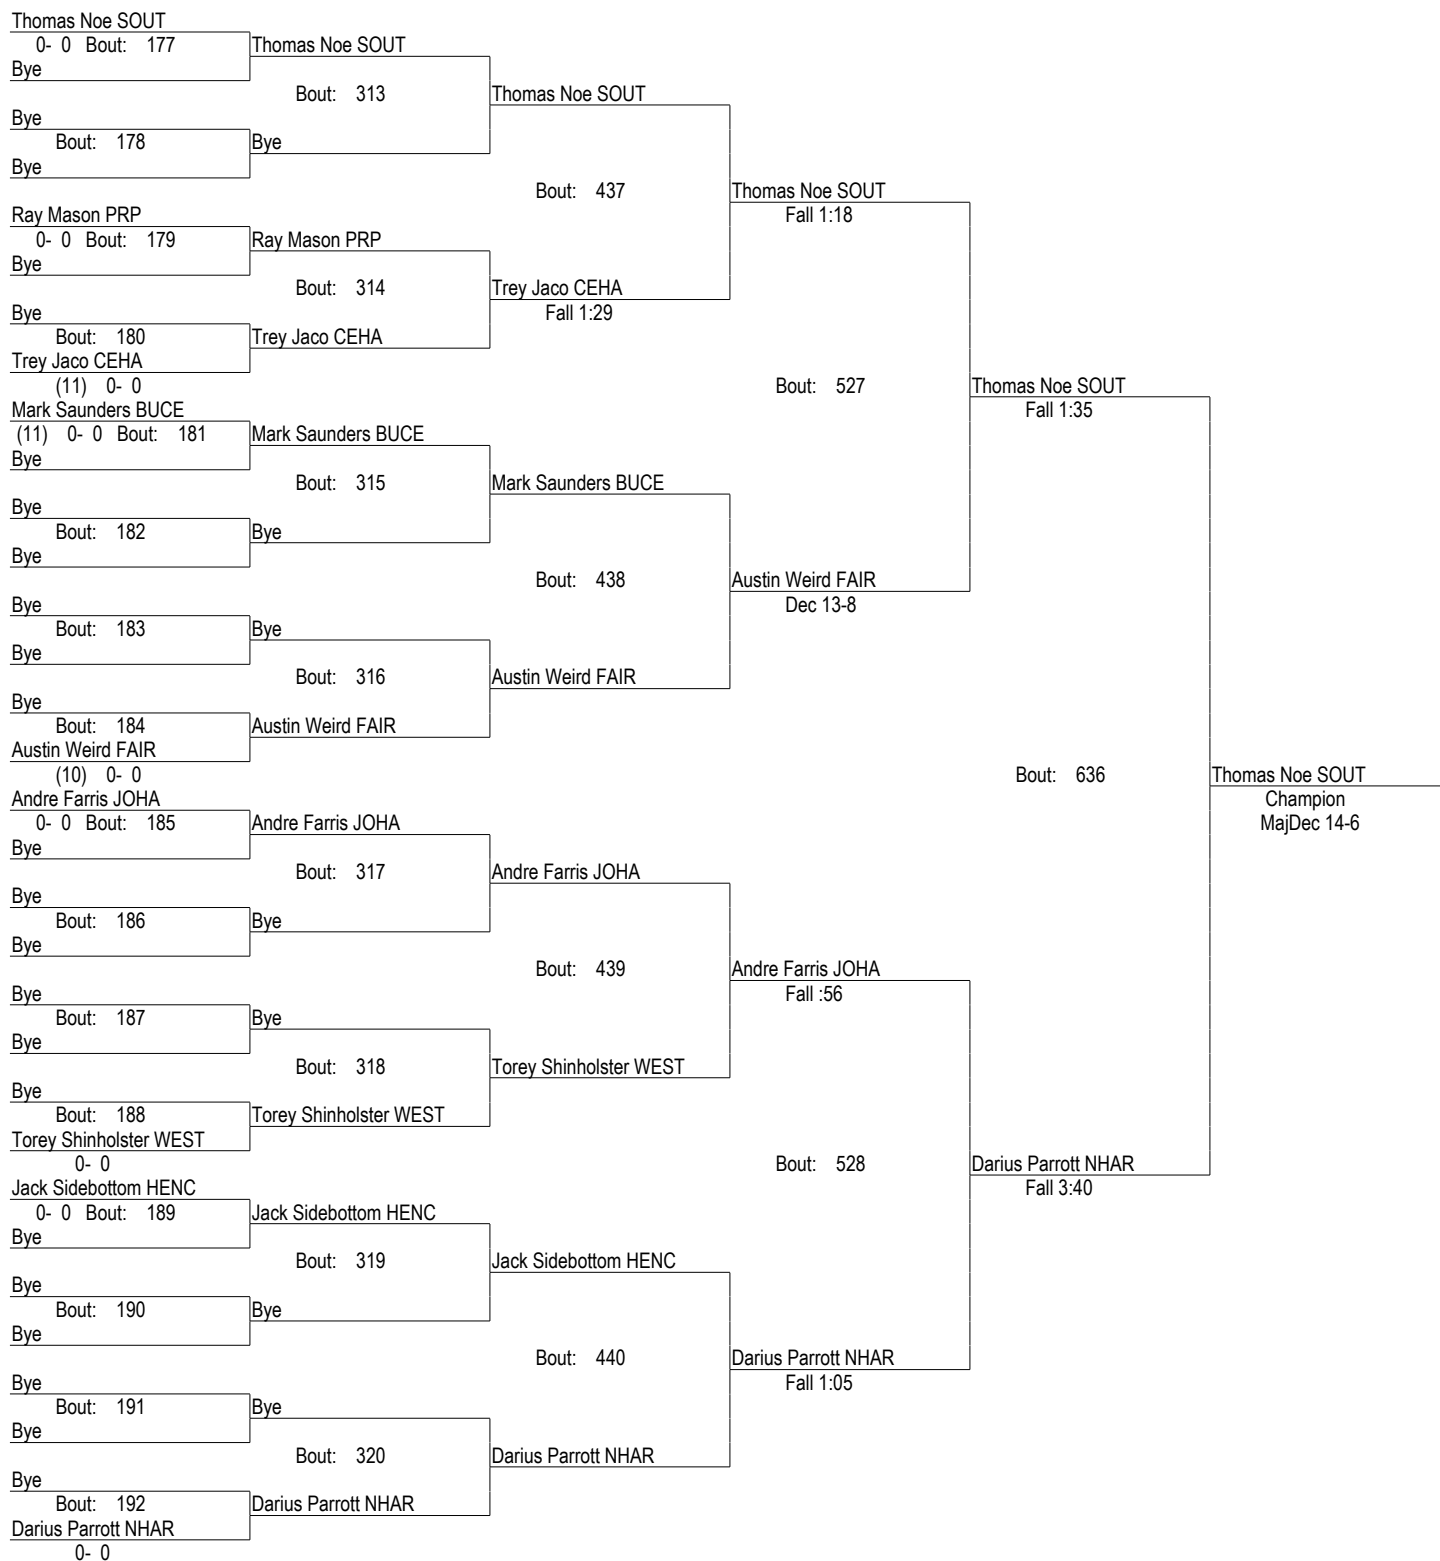 Thomas Noe SOUT
0- 0 Bout: 177 Thomas Noe SOUT
Bye
Bout: 313 Thomas Noe SOUT
Bye
Bout: 178 Bye
Bye
Bout: 437 Thomas Noe SOUT
Ray Mason PRP Fall 1:18
0- 0 Bout: 179 Ray Mason PRP
Bye
Bout: 314 Trey Jaco CEHA
Bye Fall 1:29
Bout: 180 Trey Jaco CEHA
Trey Jaco CEHA
(11) 0- 0 Bout: 527 Thomas Noe SOUT
Mark Saunders BUCE Fall 1:35
(11) 0- 0 Bout: 181 Mark Saunders BUCE
Bye
Bout: 315 Mark Saunders BUCE
Bye
Bout: 182 Bye
Bye
Bout: 438 Austin Weird FAIR
Bye Dec 13-8
Bout: 183 Bye
Bye
Bout: 316 Austin Weird FAIR
Bye
Bout: 184 Austin Weird FAIR
Austin Weird FAIR
(10) 0- 0 Bout: 636 Thomas Noe SOUT
Andre Farris JOHA Champion
0- 0 Bout: 185 Andre Farris JOHA MajDec 14-6
Bye
Bout: 317 Andre Farris JOHA
Bye
Bout: 186 Bye
Bye
Bout: 439 Andre Farris JOHA
Bye Fall :56
Bout: 187 Bye
Bye
Bout: 318 Torey Shinholster WEST
Bye
Bout: 188 Torey Shinholster WEST
Torey Shinholster WEST
0- 0 Bout: 528 Darius Parrott NHAR
Jack Sidebottom HENC Fall 3:40
0- 0 Bout: 189 Jack Sidebottom HENC
Bye
Bout: 319 Jack Sidebottom HENC
Bye
Bout: 190 Bye
Bye
Bout: 440 Darius Parrott NHAR
Bye Fall 1:05
Bout: 191 Bye
Bye
Bout: 320 Darius Parrott NHAR
Bye
Bout: 192 Darius Parrott NHAR
Darius Parrott NHAR
0- 0